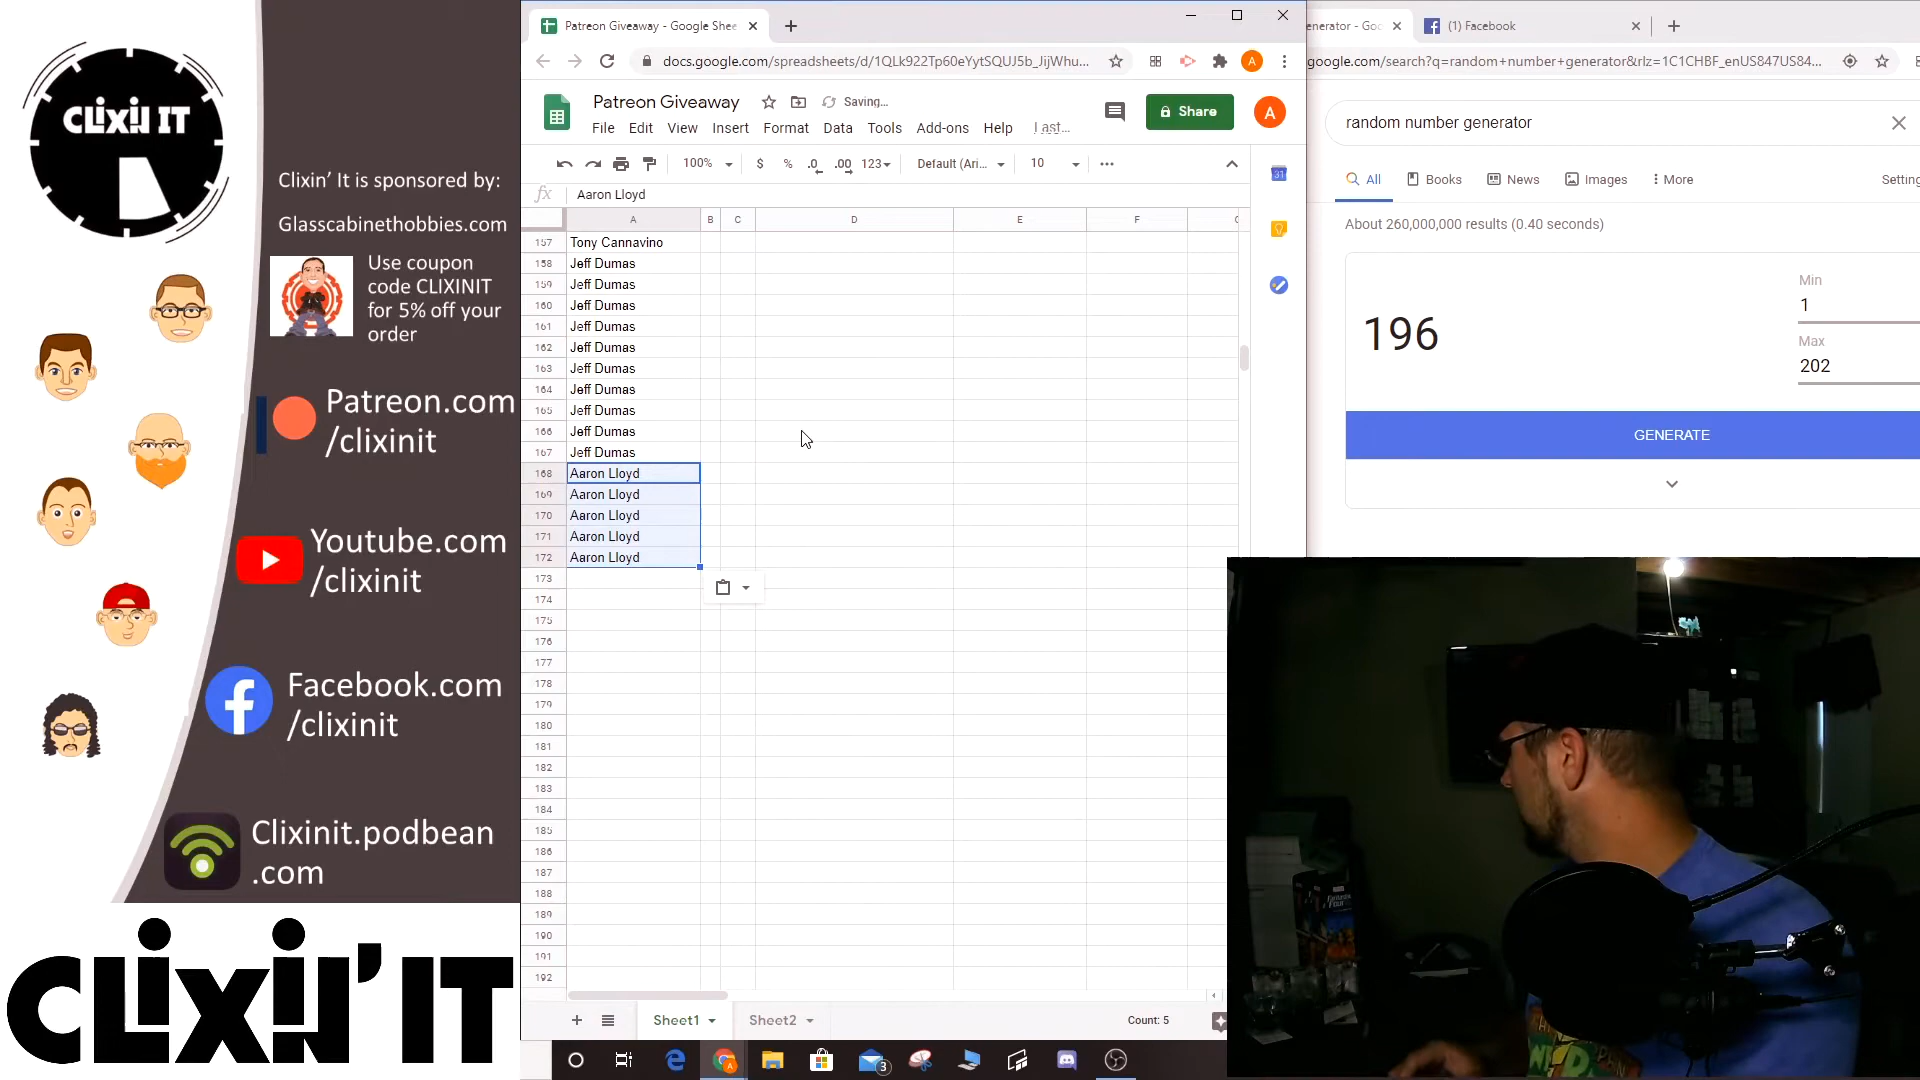 CLIXIN IT
Clixin' It is sponsored by:
Glasscabinethobbies.com
Use coupon
code CLIXINIT
for 5% off your
order
Patreon.com
/clixinit
Youtube.com
/clixinit
Facebook.com
/clixinit
Clixinit.podbean
.com
CLIXIN' IT
Patreon Giveaway - Google Shee
docs.google.com/spreadsheets/d/1QLk922Tp60eYytSQUJ5b_JijWhu...
A
Patreon Giveaway
Saving...
File Edit View Insert Format Data Tools Add-ons Help Last...
Share
A
100% $ % .0 .00 123 Default (Ari... 10 ...
fx Aaron Lloyd
A B C D E F G
157 Tony Cannavino
158 Jeff Dumas
159 Jeff Dumas
160 Jeff Dumas
161 Jeff Dumas
162 Jeff Dumas
163 Jeff Dumas
164 Jeff Dumas
165 Jeff Dumas
166 Jeff Dumas
167 Jeff Dumas
168 Aaron Lloyd
169 Aaron Lloyd
170 Aaron Lloyd
171 Aaron Lloyd
172 Aaron Lloyd
173
174
175
176
177
178
179
180
181
182
183
184
185
186
187
188
189
190
191
192
31
Sheet1 Sheet2 Count: 5
3
enerator - Goo
(1) Facebook
google.com/search?q=random+number+generator&rlz=1C1CHBF_enUS847US84...
random number generator
All Books News Images More Setting
About 260,000,000 results (0.40 seconds)
196
Min
1
Max
202
GENERATE